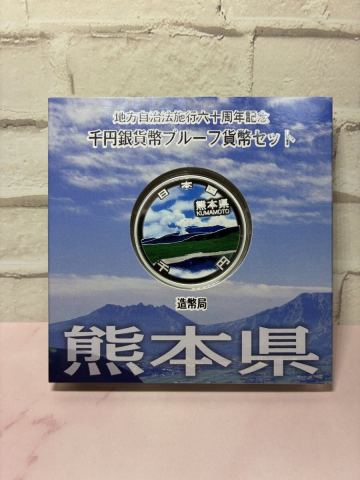 地方自治法施行六十周年記念
千円銀貨幣プルーフ貨幣セット
日本国
熊本県
KUMAMOTO
千円
造幣局
熊本県